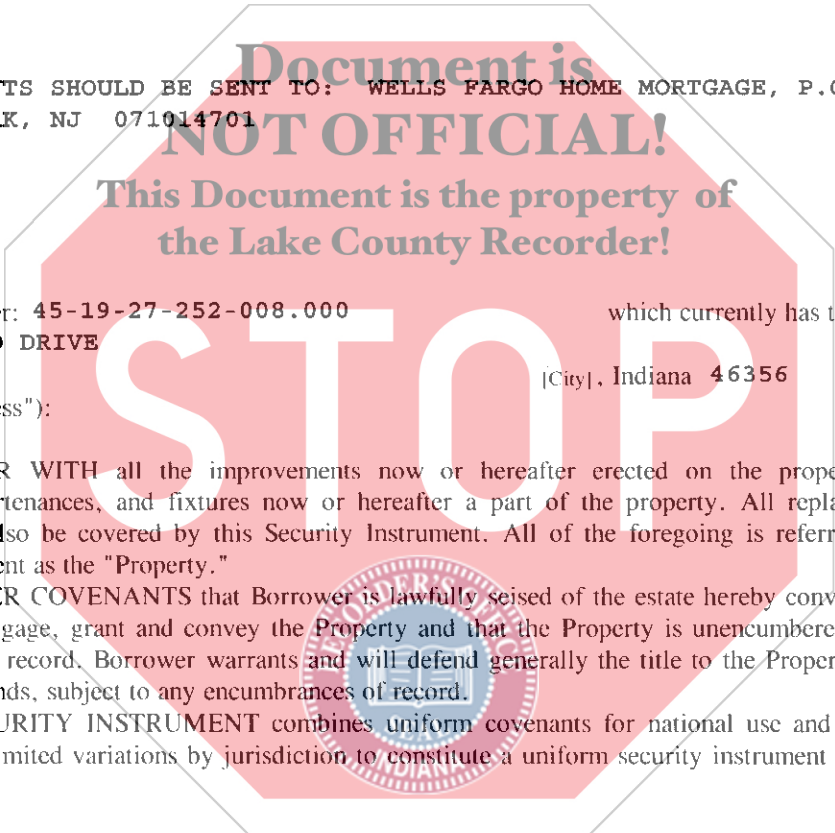 Document is
TTS SHOULD BE SENT TO: WELLS FARGO HOME MORTGAGE, P.O
K, NJ 071014701
NOT OFFICIAL!
This Document is the property of
the Lake County Recorder!
r: 45-19-27-252-008.000 which currently has t
DRIVE
[City], Indiana 46356
ess"):
STOP
R WITH all the improvements now or hereafter erected on the prope
rtenances, and fixtures now or hereafter a part of the property. All repla
lso be covered by this Security Instrument. All of the foregoing is referr
ent as the "Property."
ER COVENANTS that Borrower is lawfully seised of the estate hereby conv
gage, grant and convey the Property and that the Property is unencumbere
record. Borrower warrants and will defend generally the title to the Proper
nds, subject to any encumbrances of record.
URITY INSTRUMENT combines uniform covenants for national use and
imited variations by jurisdiction to constitute a uniform security instrument
INDIANA